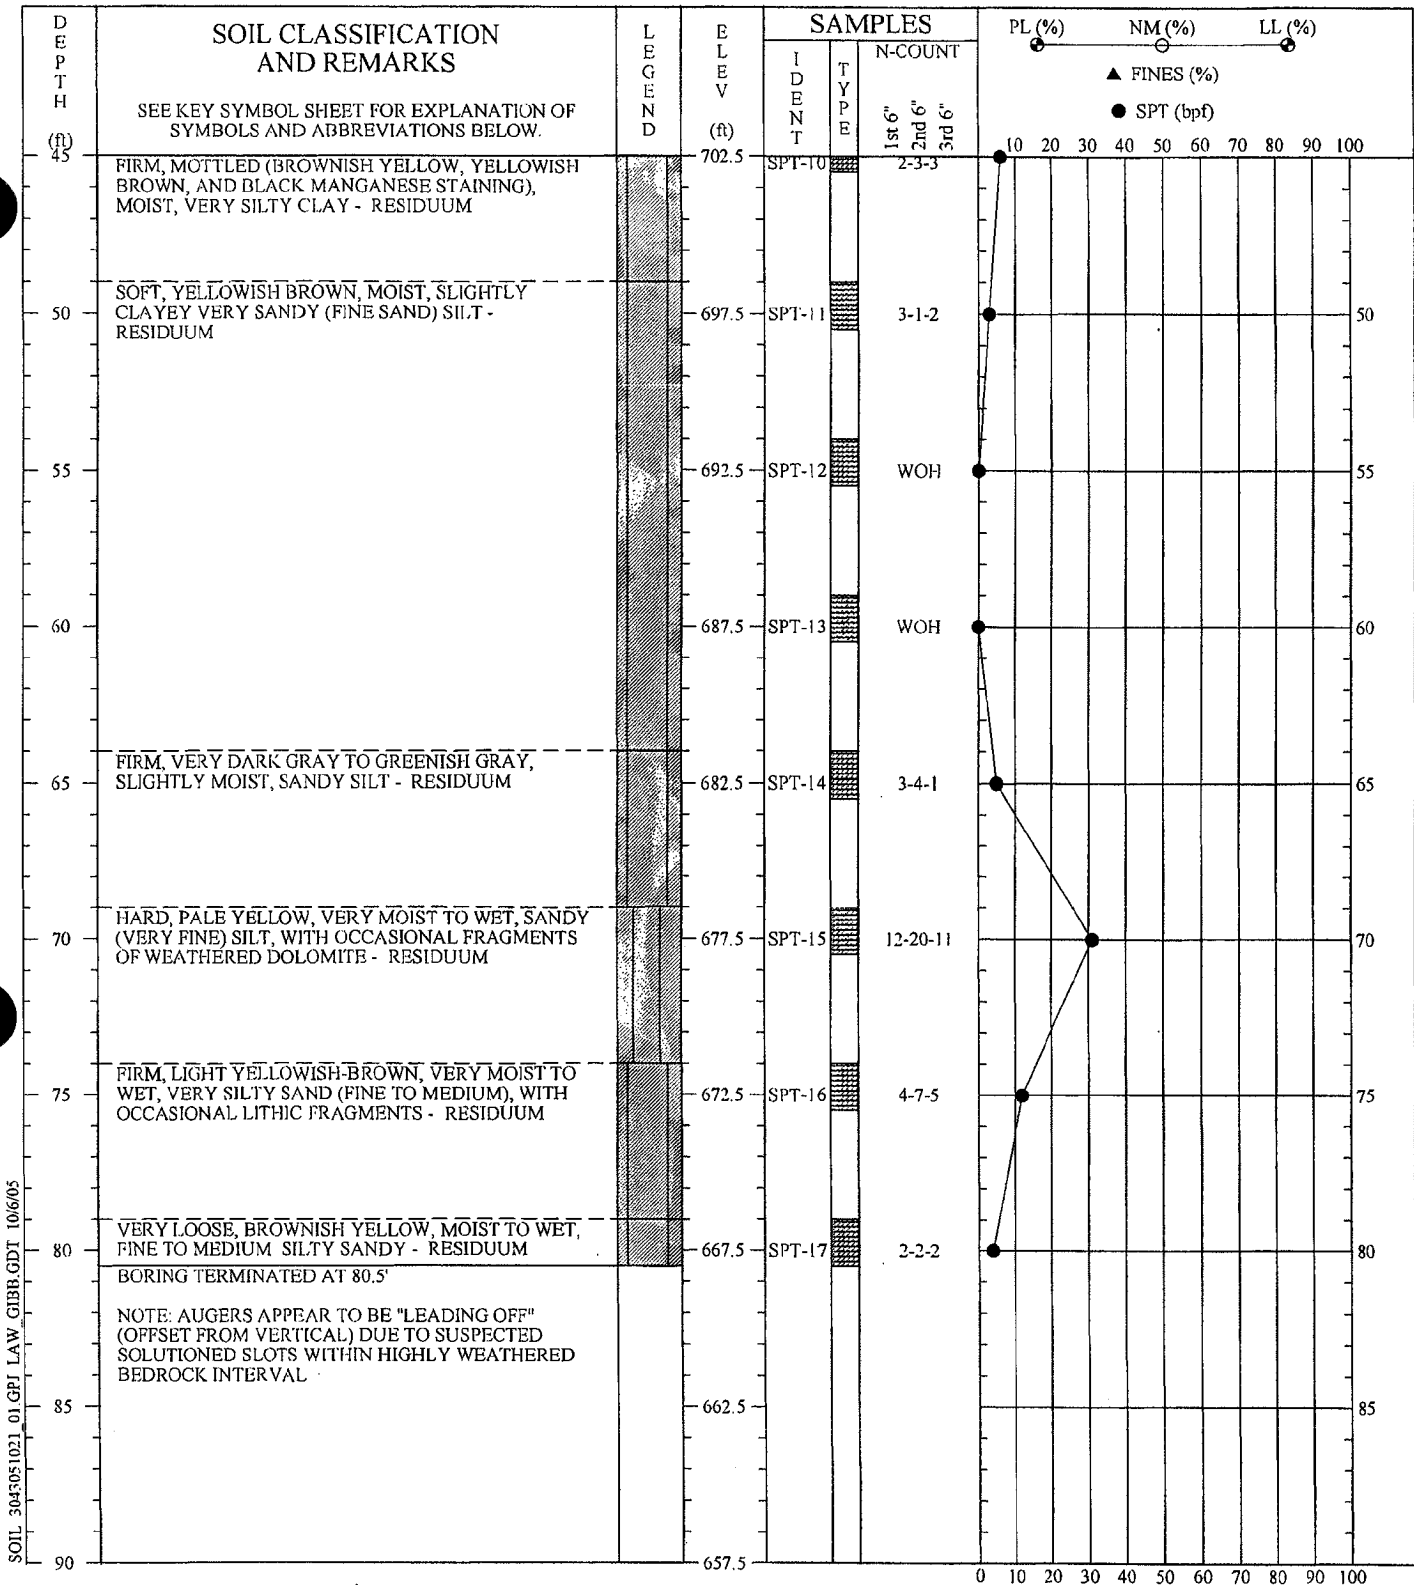 DEPTH (ft)
SOIL CLASSIFICATION
AND REMARKS
SEE KEY SYMBOL SHEET FOR EXPLANATION OF
SYMBOLS AND ABBREVIATIONS BELOW.
LEGEND
ELEV (ft)
SAMPLES
IDENT
TYPE
N-COUNT
1st 6"
2nd 6"
3rd 6"
PL (%) NM (%) LL (%)
▲ FINES (%)
● SPT (bpf)
10 20 30 40 50 60 70 80 90 100
45
FIRM, MOTTLED (BROWNISH YELLOW, YELLOWISH
BROWN, AND BLACK MANGANESE STAINING),
MOIST, VERY SILTY CLAY - RESIDUUM
702.5 SPT-10 2-3-3
SOFT, YELLOWISH BROWN, MOIST, SLIGHTLY
CLAYEY VERY SANDY (FINE SAND) SILT -
RESIDUUM
50 697.5 SPT-11 3-1-2 50
55 692.5 SPT-12 WOH 55
60 687.5 SPT-13 WOH 60
FIRM, VERY DARK GRAY TO GREENISH GRAY,
SLIGHTLY MOIST, SANDY SILT - RESIDUUM
65 682.5 SPT-14 3-4-1 65
HARD, PALE YELLOW, VERY MOIST TO WET, SANDY
(VERY FINE) SILT, WITH OCCASIONAL FRAGMENTS
OF WEATHERED DOLOMITE - RESIDUUM
70 677.5 SPT-15 12-20-11 70
FIRM, LIGHT YELLOWISH-BROWN, VERY MOIST TO
WET, VERY SILTY SAND (FINE TO MEDIUM), WITH
OCCASIONAL LITHIC FRAGMENTS - RESIDUUM
75 672.5 SPT-16 4-7-5 75
VERY LOOSE, BROWNISH YELLOW, MOIST TO WET,
FINE TO MEDIUM SILTY SANDY - RESIDUUM
80 667.5 SPT-17 2-2-2 80
BORING TERMINATED AT 80.5'
NOTE: AUGERS APPEAR TO BE "LEADING OFF"
(OFFSET FROM VERTICAL) DUE TO SUSPECTED
SOLUTIONED SLOTS WITHIN HIGHLY WEATHERED
BEDROCK INTERVAL
85 662.5 85
90 657.5
0 10 20 30 40 50 60 70 80 90 100
SOIL 3043051021_01.GPJ LAW_GIBB.GDT 10/6/05